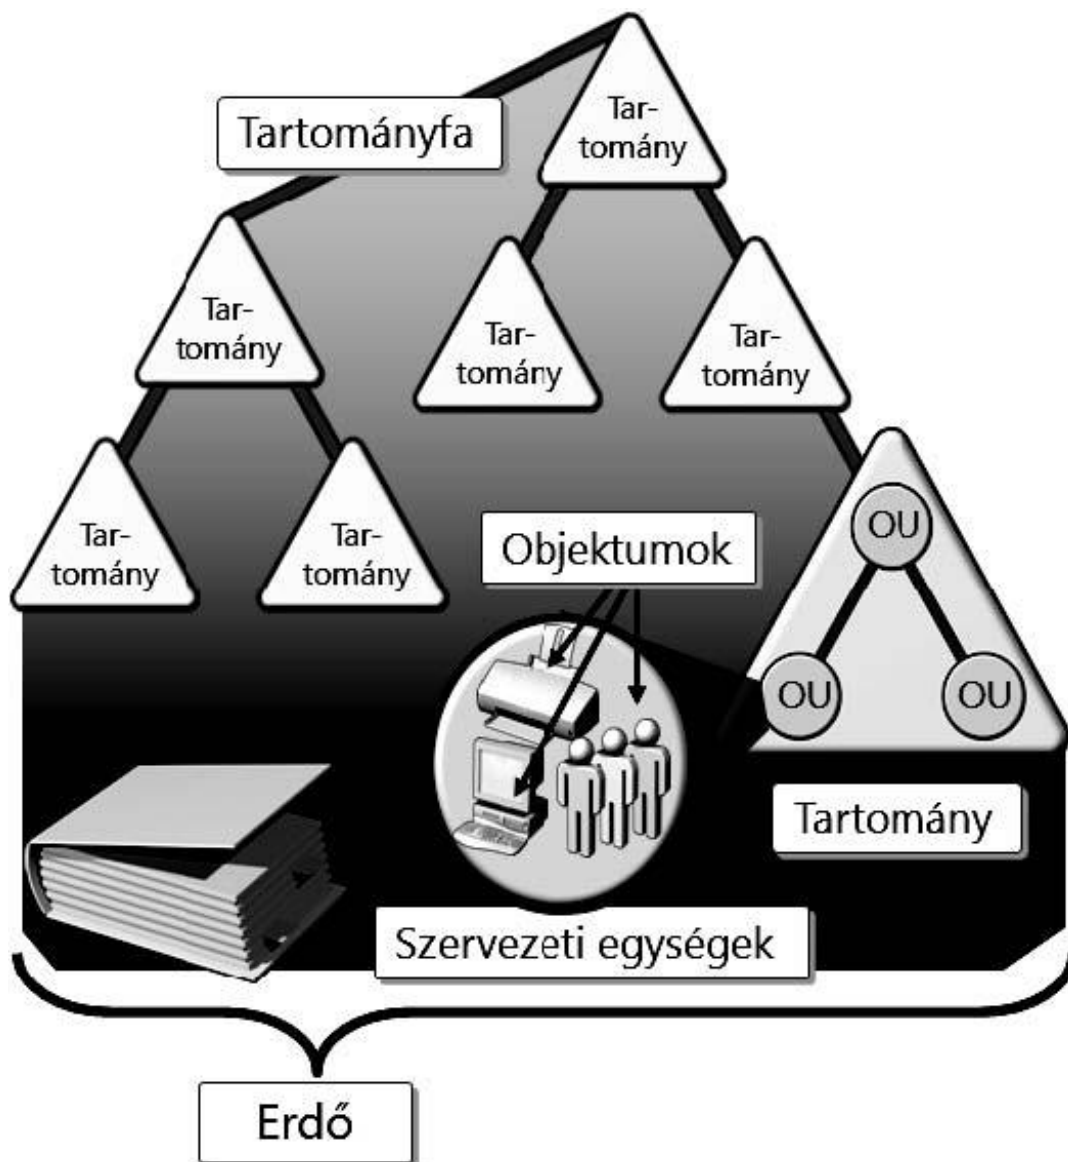 Tar-
tomány
Tartományfa
Tar-
tomány
Tar-
tomány
Tar-
tomány
Tar-
tomány
Tar-
tomány
OU
OU
OU
Objektumok
Tartomány
Szervezeti egységek
Erdő